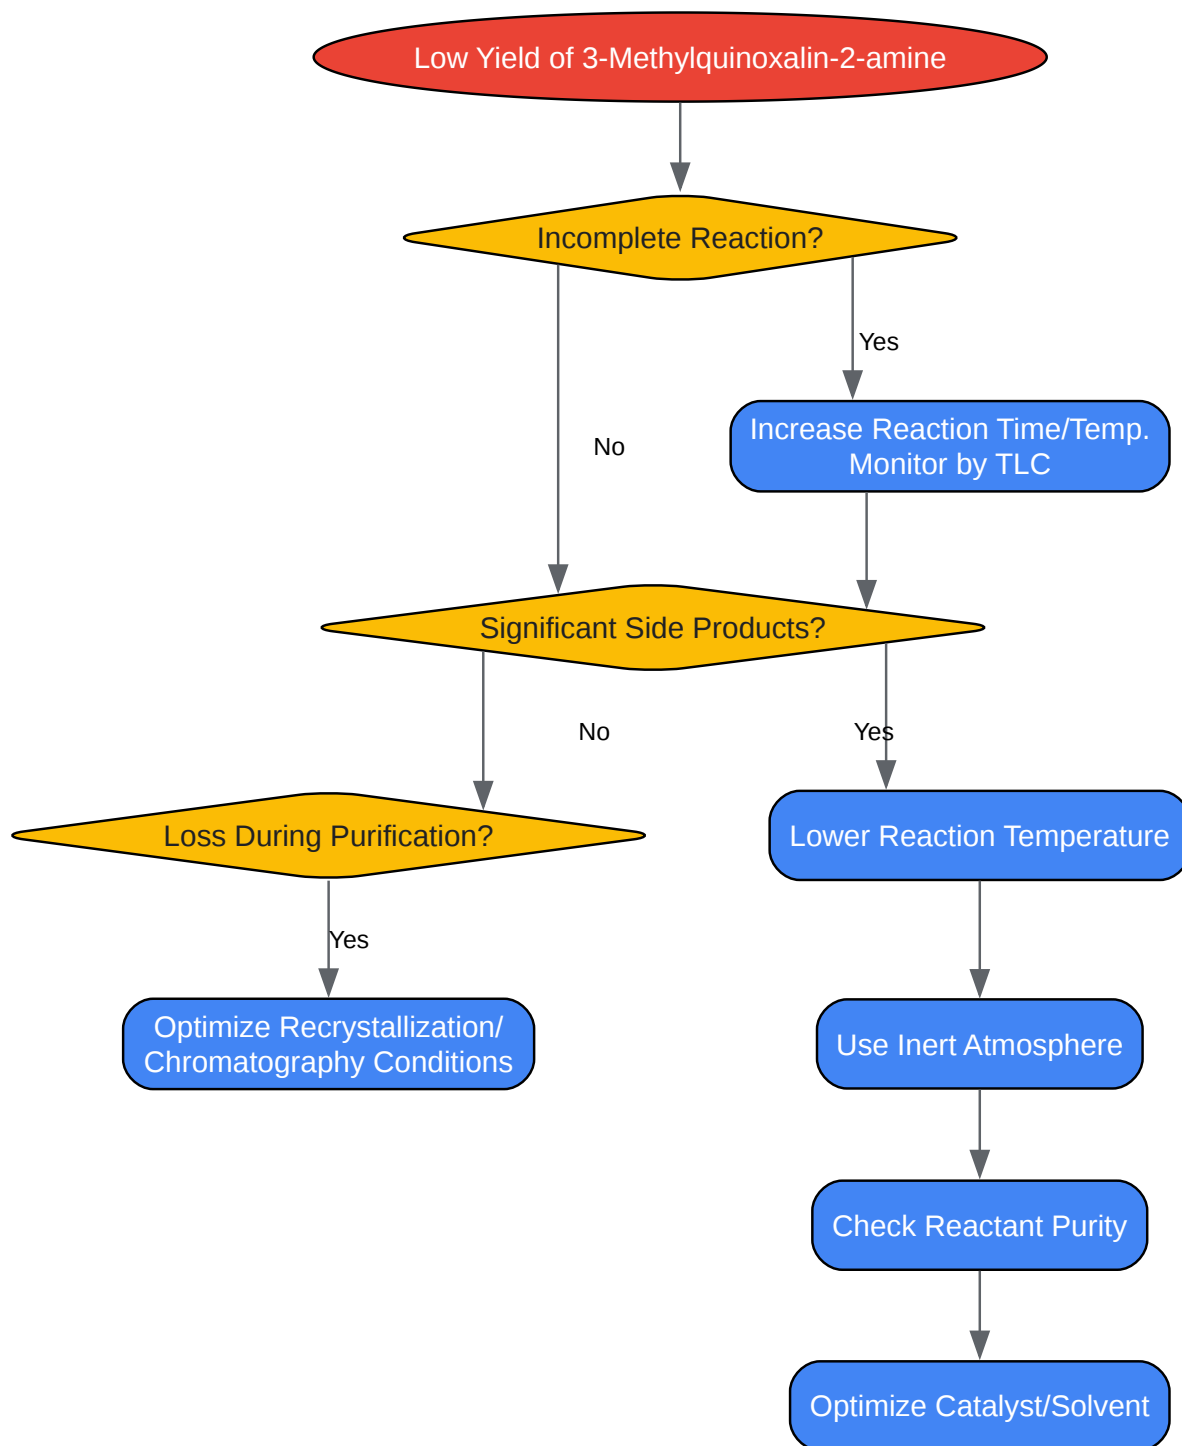 Low Yield of 3-Methylquinoxalin-2-amine
Incomplete Reaction?
Yes
No
Increase Reaction Time/Temp.
Monitor by TLC
Significant Side Products?
No
Yes
Loss During Purification?
Lower Reaction Temperature
Yes
Optimize Recrystallization/
Chromatography Conditions
Use Inert Atmosphere
Check Reactant Purity
Optimize Catalyst/Solvent